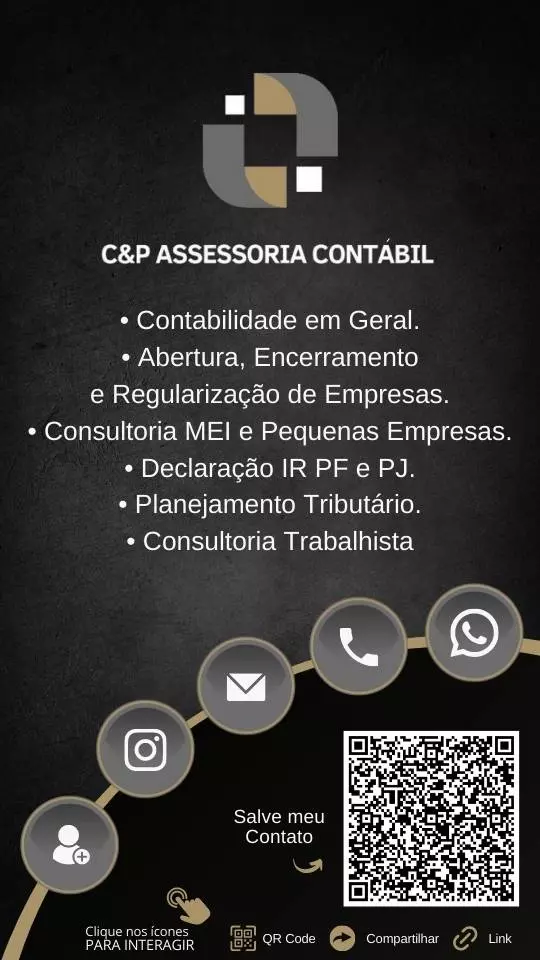 C&P ASSESSORIA CONTÁBIL
• Contabilidade em Geral.
• Abertura, Encerramento
e Regularização de Empresas.
• Consultoria MEI e Pequenas Empresas.
• Declaração IR PF e PJ.
• Planejamento Tributário.
• Consultoria Trabalhista
Salve meu
Contato
Clique nos ícones
PARA INTERAGIR
QR Code
Compartilhar
Link